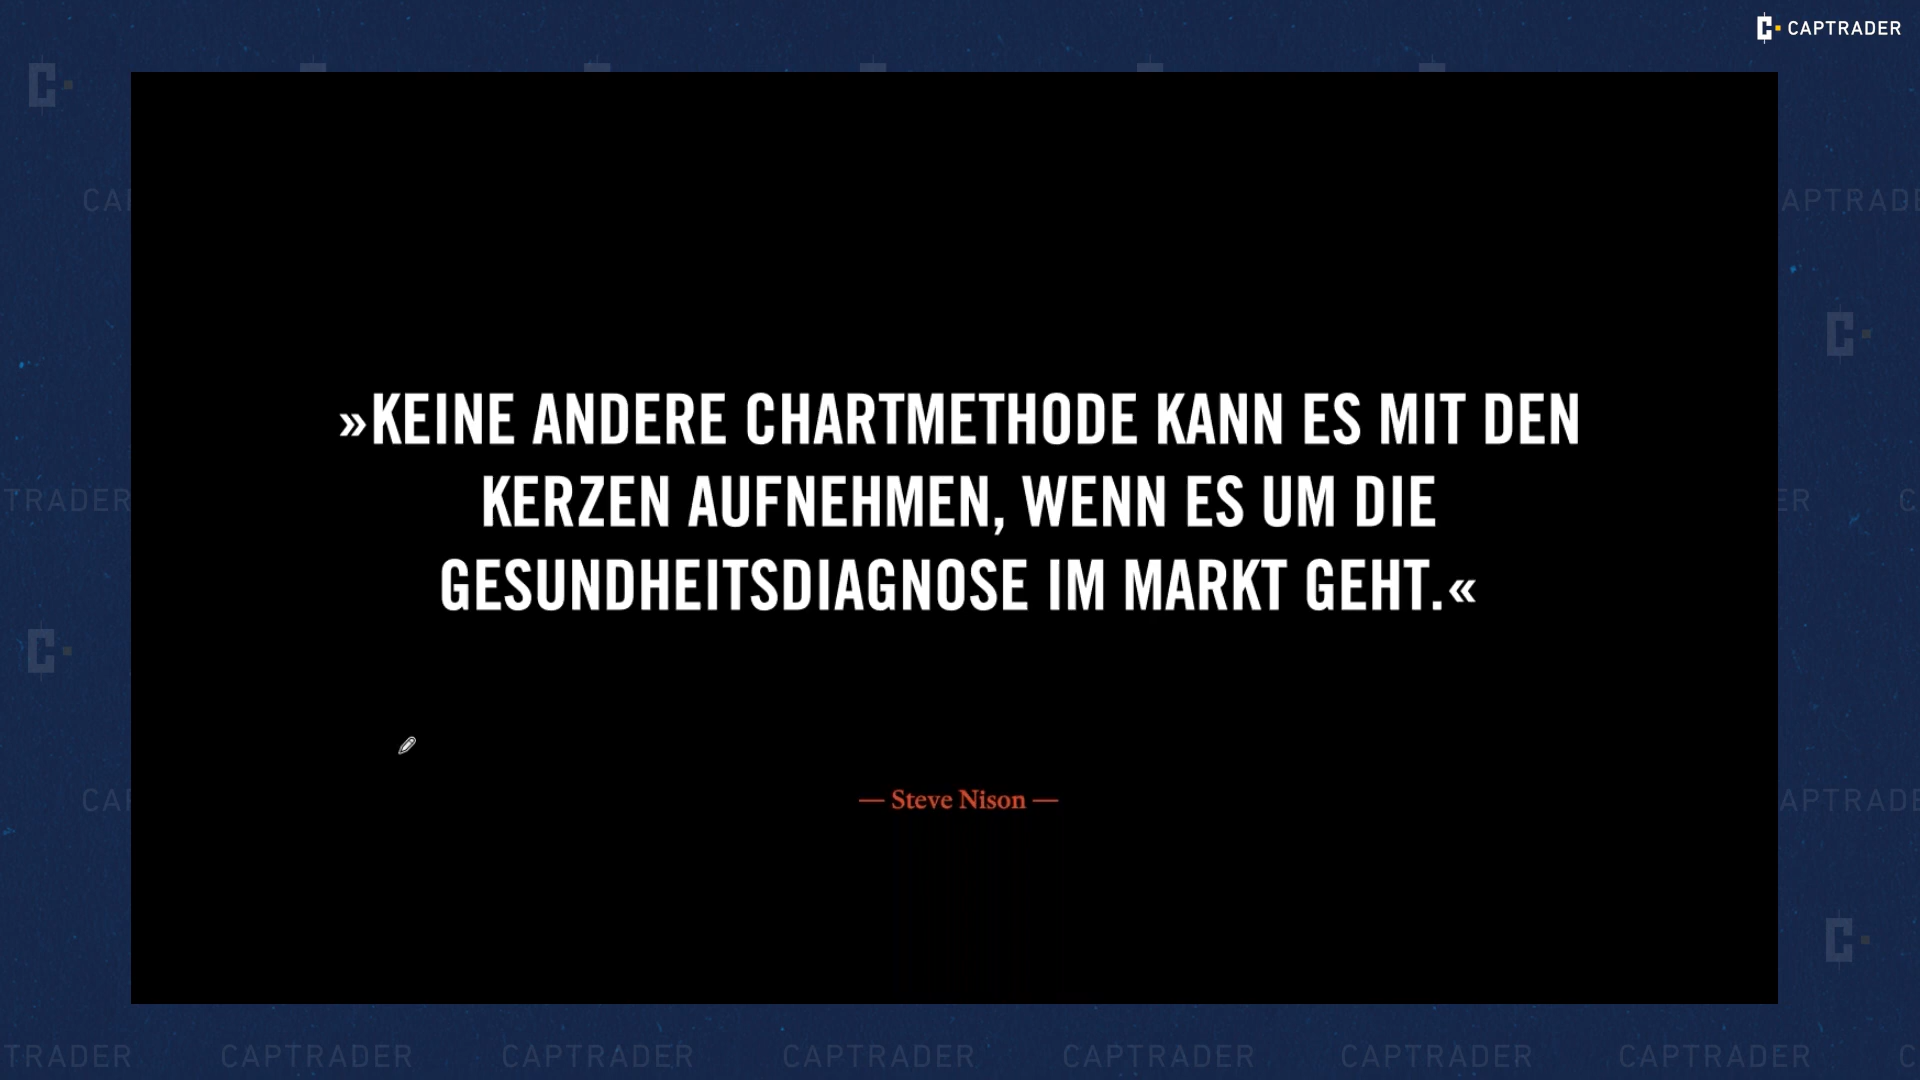 CAPTRADER
»KEINE ANDERE CHARTMETHODE KANN ES MIT DEN
KERZEN AUFNEHMEN, WENN ES UM DIE
GESUNDHEITSDIAGNOSE IM MARKT GEHT.«
— Steve Nison —
TRADER CAPTRADER CAPTRADER CAPTRADER CAPTRADER CAPTRADER CAPTRADER